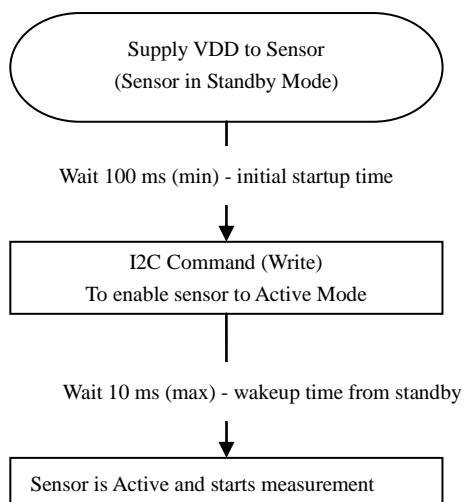 Supply VDD to Sensor
(Sensor in Standby Mode)
Wait 100 ms (min) - initial startup time
I2C Command (Write)
To enable sensor to Active Mode
Wait 10 ms (max) - wakeup time from standby
Sensor is Active and starts measurement